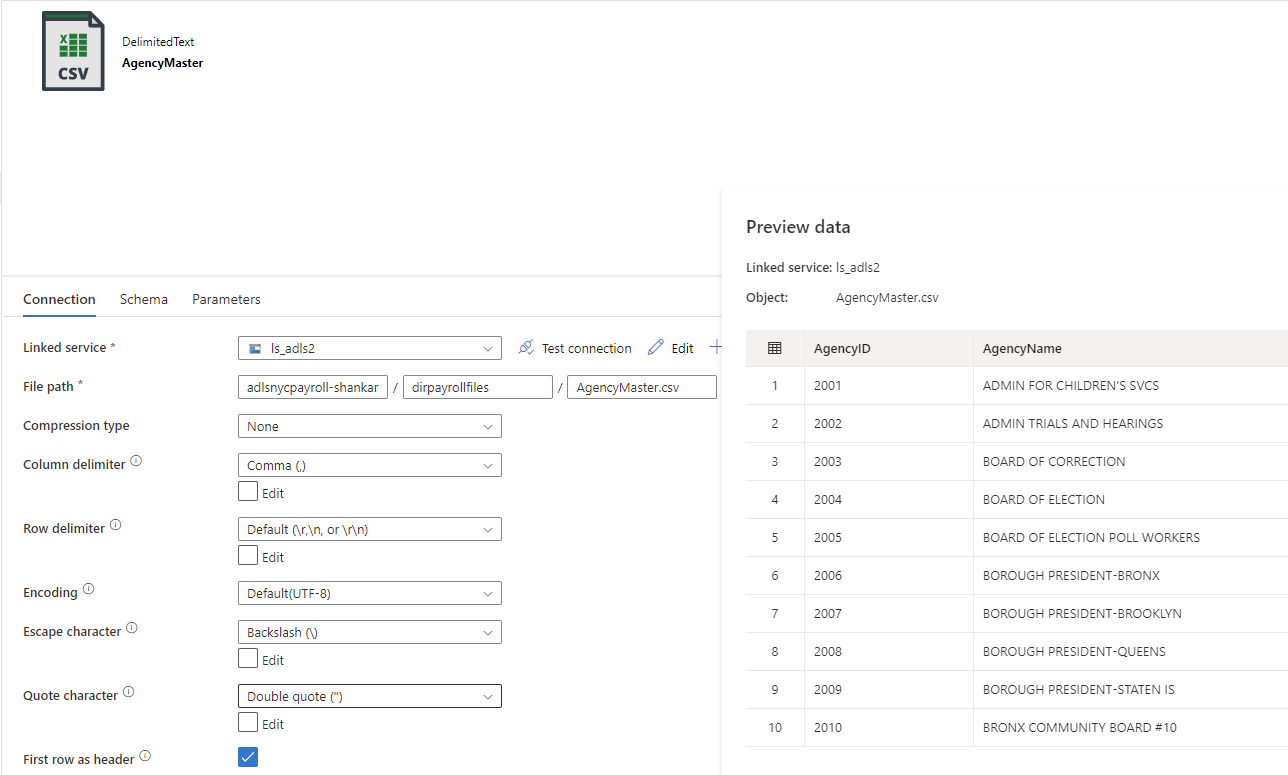 CSV
DelimitedText
AgencyMaster
Connection Schema Parameters
Linked service * ls_adls2 Test connection Edit
File path * adlsnycpayroll-shankar / dirpayrollfiles / AgencyMaster.csv
Compression type None
Column delimiter Comma (,)
Edit
Row delimiter Default (\r,\n, or \r\n)
Edit
Encoding Default(UTF-8)
Escape character Backslash (\)
Edit
Quote character Double quote (")
Edit
First row as header
Preview data
Linked service: ls_adls2
Object: AgencyMaster.csv
AgencyID AgencyName
1 2001 ADMIN FOR CHILDREN'S SVCS
2 2002 ADMIN TRIALS AND HEARINGS
3 2003 BOARD OF CORRECTION
4 2004 BOARD OF ELECTION
5 2005 BOARD OF ELECTION POLL WORKERS
6 2006 BOROUGH PRESIDENT-BRONX
7 2007 BOROUGH PRESIDENT-BROOKLYN
8 2008 BOROUGH PRESIDENT-QUEENS
9 2009 BOROUGH PRESIDENT-STATEN IS
10 2010 BRONX COMMUNITY BOARD #10